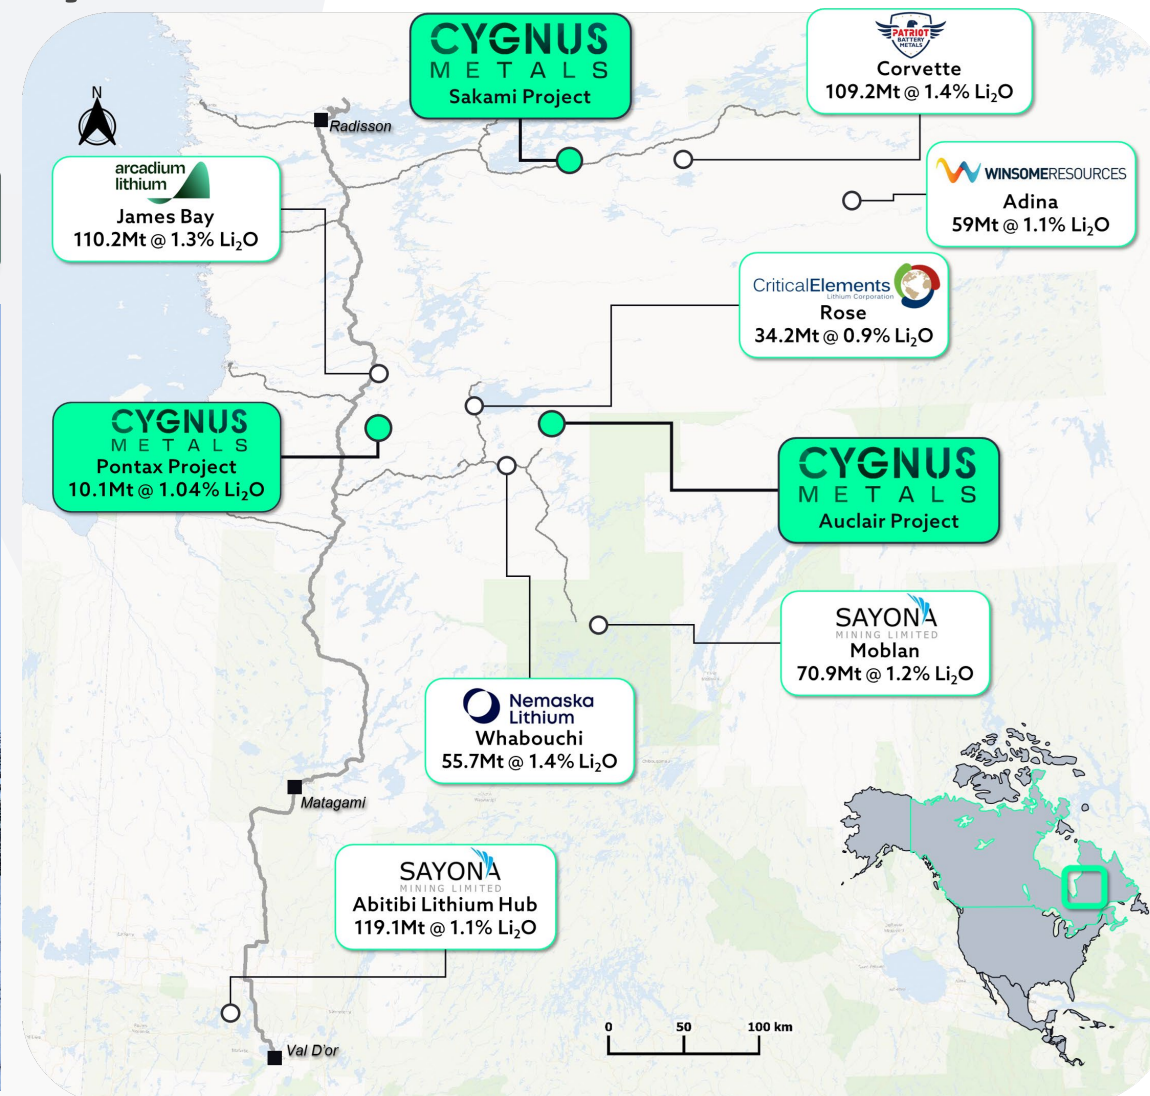 CYGNUS
METALS
Sakami Project
PATRIOT
BATTERY
METALS
Corvette
109.2Mt @ 1.4% Li₂O
N
Radisson
arcadium
lithium
James Bay
110.2Mt @ 1.3% Li₂O
WINSOMERESOURCES
Adina
59Mt @ 1.1% Li₂O
CriticalElements
Lithium Corporation
Rose
34.2Mt @ 0.9% Li₂O
CYGNUS
METALS
Pontax Project
10.1Mt @ 1.04% Li₂O
CYGNUS
METALS
Auclair Project
SAYONA
MINING LIMITED
Moblan
70.9Mt @ 1.2% Li₂O
Nemaska
Lithium
Whabouchi
55.7Mt @ 1.4% Li₂O
Matagami
SAYONA
MINING LIMITED
Abitibi Lithium Hub
119.1Mt @ 1.1% Li₂O
0 50 100 km
Val D'or